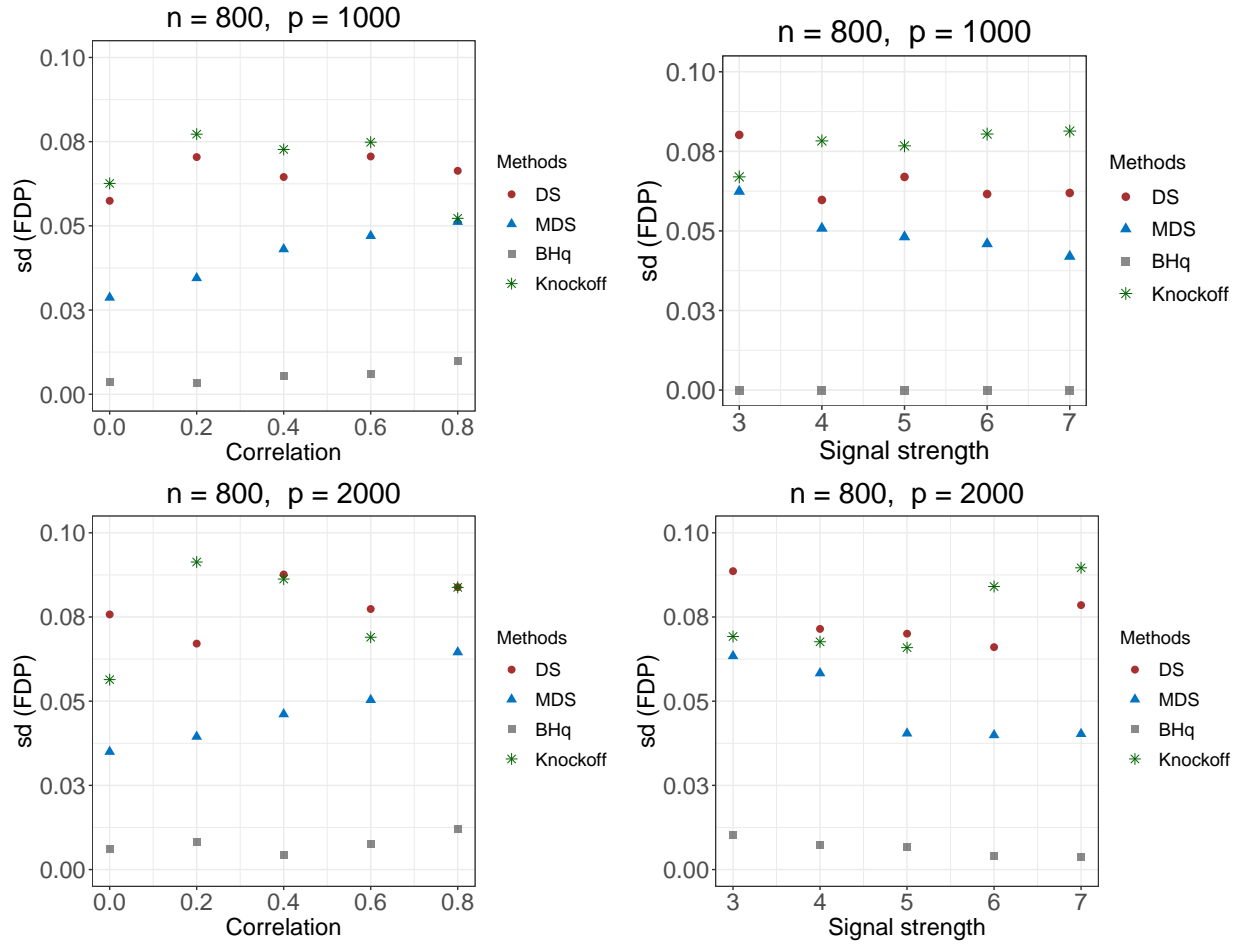 n = 800, p = 1000
sd (FDP)
0.10
0.08
0.05
0.03
0.00
0.0 0.2 0.4 0.6 0.8
Correlation
Methods
DS
MDS
BHq
Knockoff
n = 800, p = 1000
sd (FDP)
0.10
0.08
0.05
0.03
0.00
3 4 5 6 7
Signal strength
Methods
DS
MDS
BHq
Knockoff
n = 800, p = 2000
sd (FDP)
0.10
0.08
0.05
0.03
0.00
0.0 0.2 0.4 0.6 0.8
Correlation
Methods
DS
MDS
BHq
Knockoff
n = 800, p = 2000
sd (FDP)
0.10
0.08
0.05
0.03
0.00
3 4 5 6 7
Signal strength
Methods
DS
MDS
BHq
Knockoff